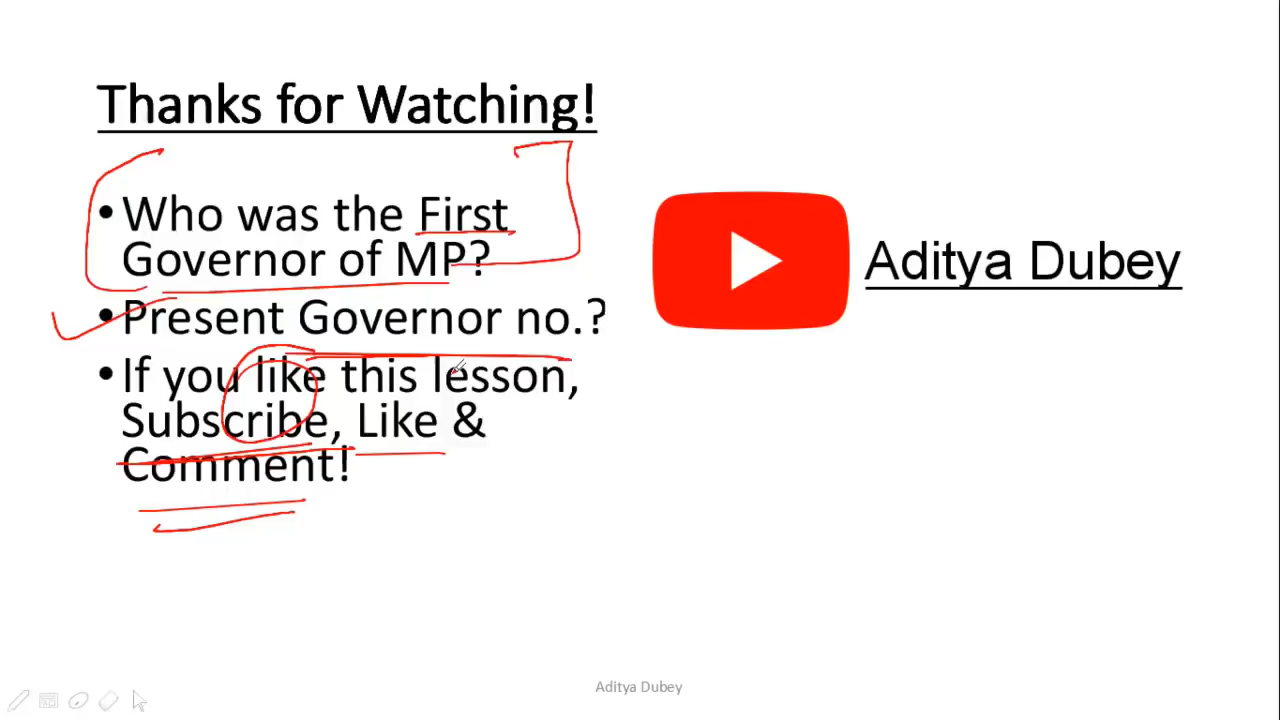 Thanks for Watching!
• Who was the First
Governor of MP?
• Present Governor no.?
• If you like this lesson,
Subscribe, Like &
Comment!
Aditya Dubey
Aditya Dubey